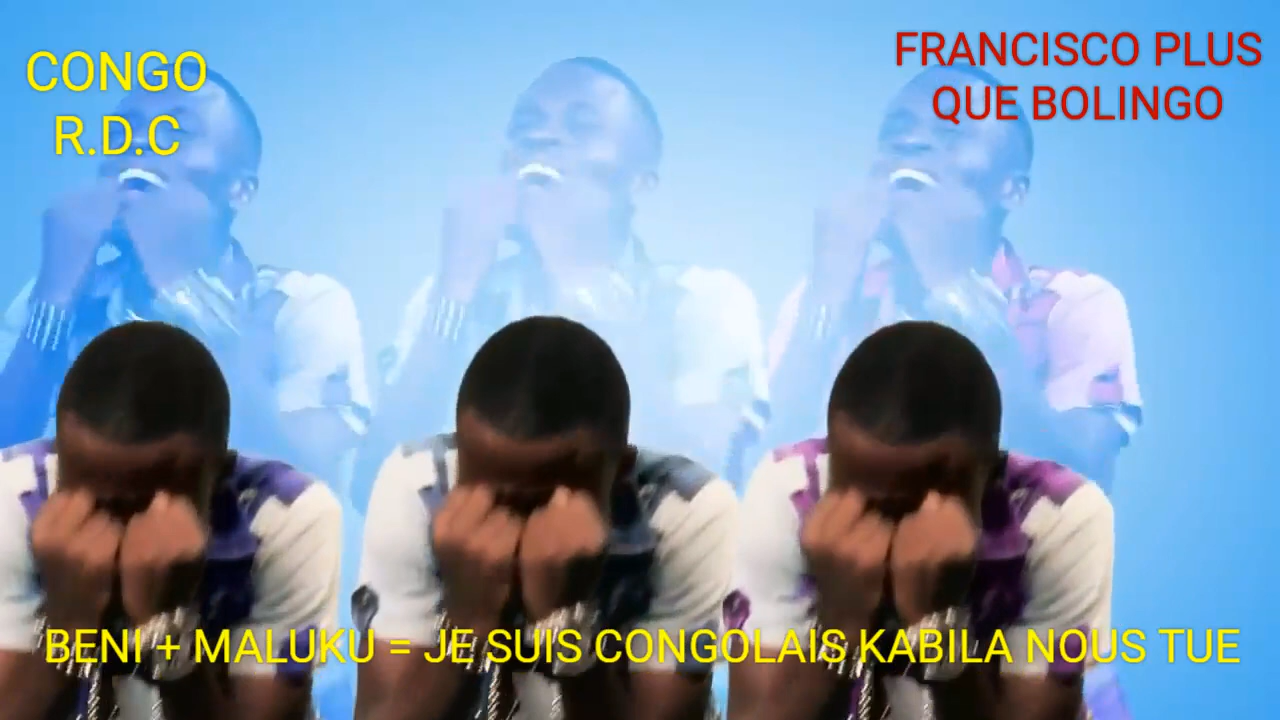 CONGO
R.D.C
FRANCISCO PLUS
QUE BOLINGO
BENI + MALUKU = JE SUIS CONGOLAIS KABILA NOUS TUE